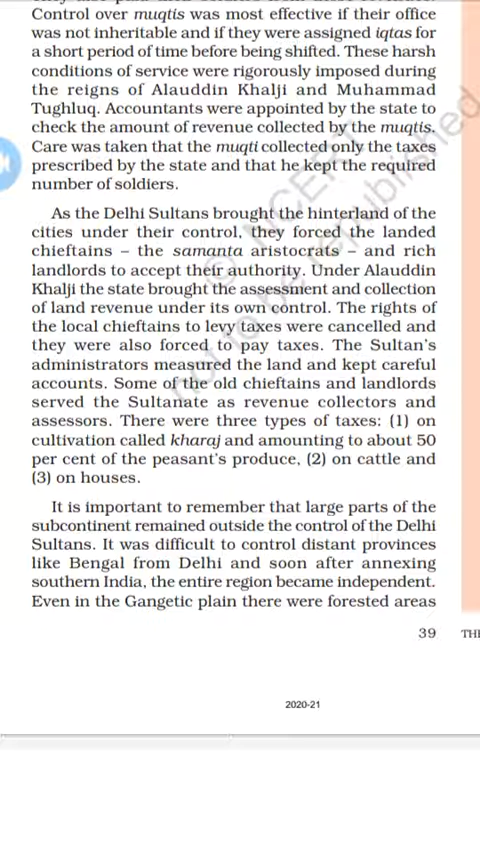 Control over muqtis was most effective if their office
was not inheritable and if they were assigned iqtas for
a short period of time before being shifted. These harsh
conditions of service were rigorously imposed during
the reigns of Alauddin Khalji and Muhammad
Tughluq. Accountants were appointed by the state to
check the amount of revenue collected by the muqtis.
Care was taken that the muqti collected only the taxes
prescribed by the state and that he kept the required
number of soldiers.
As the Delhi Sultans brought the hinterland of the
cities under their control, they forced the landed
chieftains – the samanta aristocrats – and rich
landlords to accept their authority. Under Alauddin
Khalji the state brought the assessment and collection
of land revenue under its own control. The rights of
the local chieftains to levy taxes were cancelled and
they were also forced to pay taxes. The Sultan's
administrators measured the land and kept careful
accounts. Some of the old chieftains and landlords
served the Sultanate as revenue collectors and
assessors. There were three types of taxes: (1) on
cultivation called kharaj and amounting to about 50
per cent of the peasant's produce, (2) on cattle and
(3) on houses.
It is important to remember that large parts of the
subcontinent remained outside the control of the Delhi
Sultans. It was difficult to control distant provinces
like Bengal from Delhi and soon after annexing
southern India, the entire region became independent.
Even in the Gangetic plain there were forested areas
39
2020-21
© NCERT
not to be republished